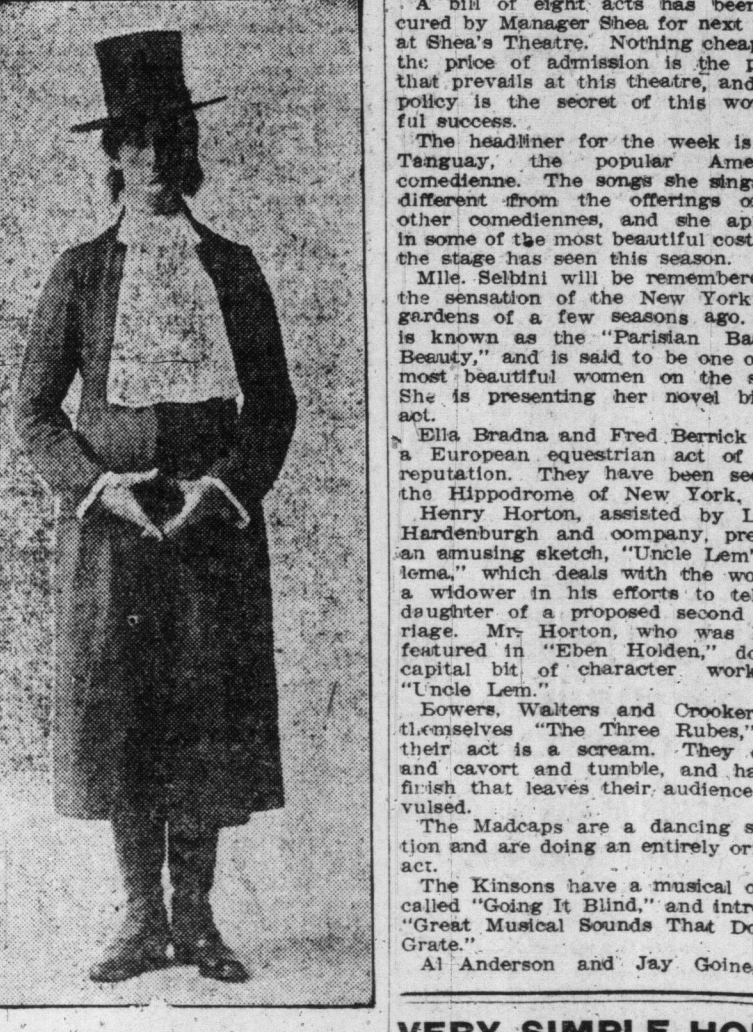 A bill of eight acts has been
cured by Manager Shea for next
at Shea's Theatre. Nothing cheap
the price of admission is the p
that prevails at this theatre, and
policy is the secret of this wo
ful success.
The headliner for the week is
Tanguay, the popular Ame
comedienne. The songs she sings
different from the offerings o
other comediennes, and she ap
in some of the most beautiful cost
the stage has seen this season.
Mlle. Selbini will be remembere
the sensation of the New York
gardens of a few seasons ago.
is known as the "Parisian Ba
Beauty," and is said to be one o
most beautiful women on the s
She is presenting her novel bi
act.
Ella Bradna and Fred Berrick
a European equestrian act of
reputation. They have been see
the Hippodrome of New York,
Henry Horton, assisted by L
Hardenburgh and company, pre
an amusing sketch, "Uncle Lem'
lema," which deals with the wo
a widower in his efforts to tel
daughter of a proposed second
riage. Mr. Horton, who was
featured in "Eben Holden," do
capital bit of character work
"Uncle Lem."
Bowers, Walters and Crooker
themselves "The Three Rubes,"
their act is a scream. They
and cavort and tumble, and ha
finish that leaves their audience
vulsed.
The Madcaps are a dancing s
tion and are doing an entirely or
act.
The Kinsons have a musical c
called "Going It Blind," and intr
"Great Musical Sounds That Do
Grate."
Al Anderson and Jay Goine
VERY SIMPLE HO